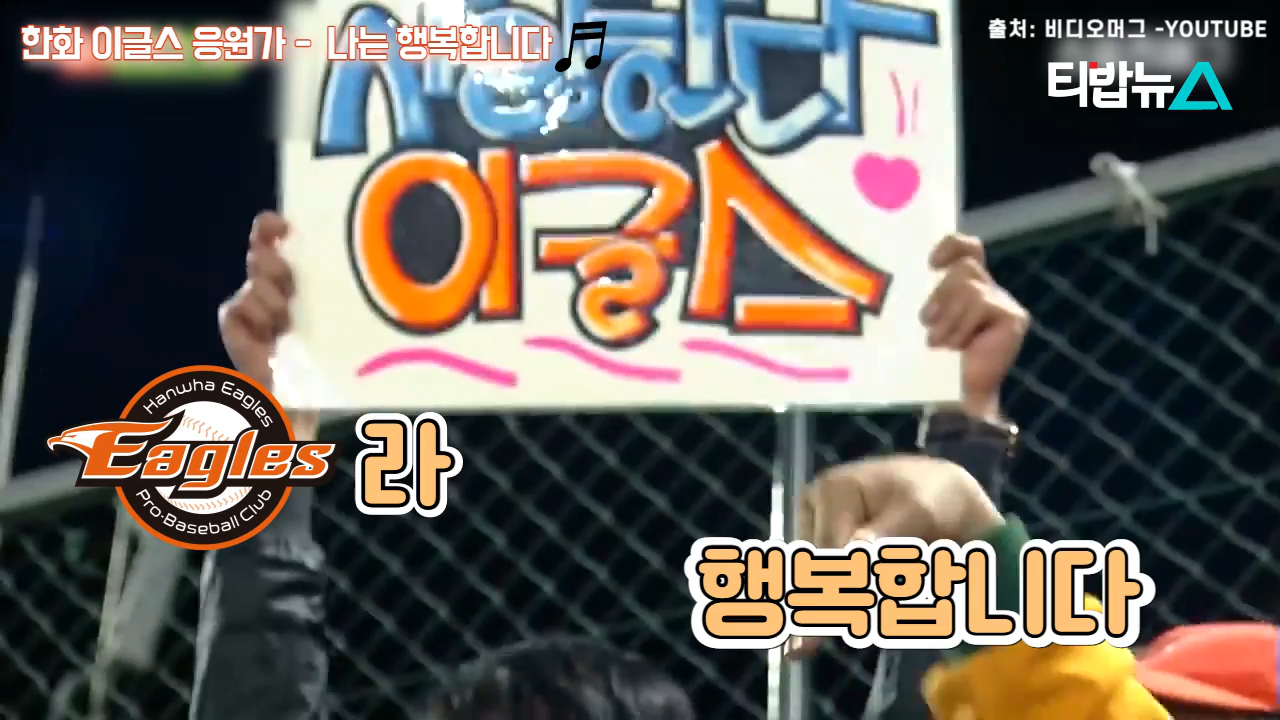 한화 이글스 응원가 - 나는 행복합니다
출처: 비디오머그 -YOUTUBE
티밥뉴스
사랑한다
이글스
Hanwha Eagles
Eagles
Pro-Baseball Club
라
행복합니다